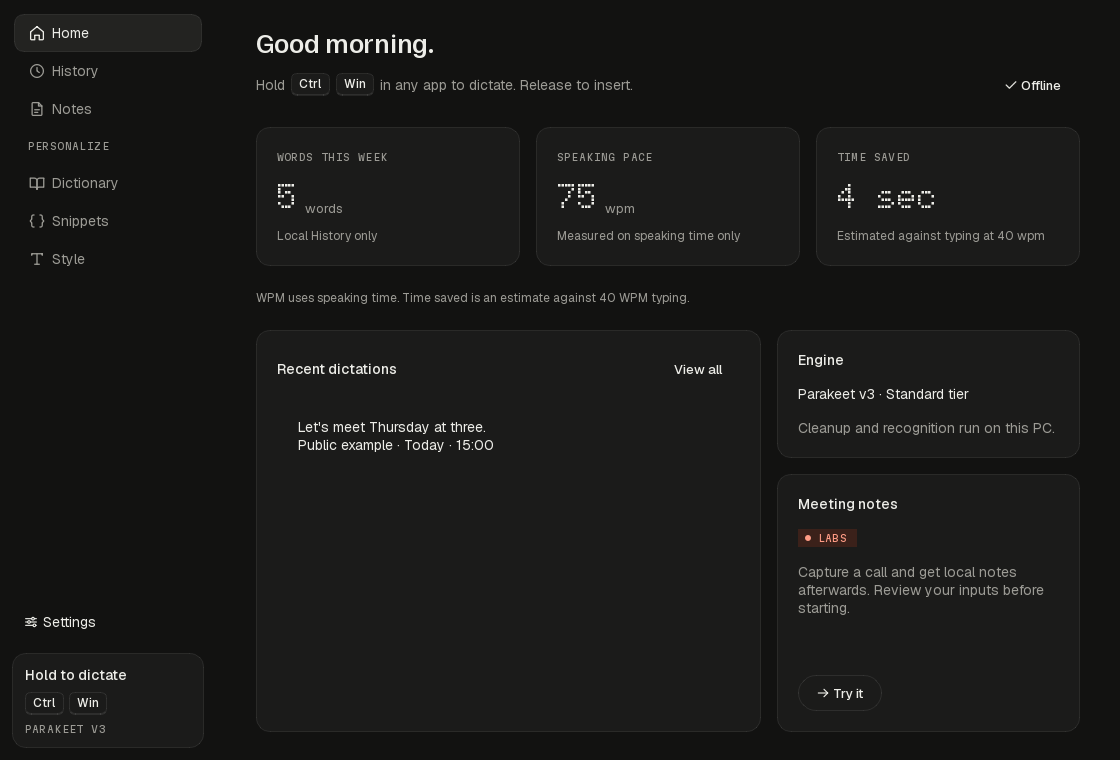 Home
History
Notes
PERSONALIZE
Dictionary
Snippets
Style
Settings
Hold to dictate
Ctrl Win
PARAKEET V3
Good morning.
Hold Ctrl Win in any app to dictate. Release to insert.
Offline
WORDS THIS WEEK
5 words
Local History only
SPEAKING PACE
75 wpm
Measured on speaking time only
TIME SAVED
4 sec
Estimated against typing at 40 wpm
WPM uses speaking time. Time saved is an estimate against 40 WPM typing.
Recent dictations
View all
Let's meet Thursday at three.
Public example · Today · 15:00
Engine
Parakeet v3 · Standard tier
Cleanup and recognition run on this PC.
Meeting notes
LABS
Capture a call and get local notes
afterwards. Review your inputs before
starting.
Try it